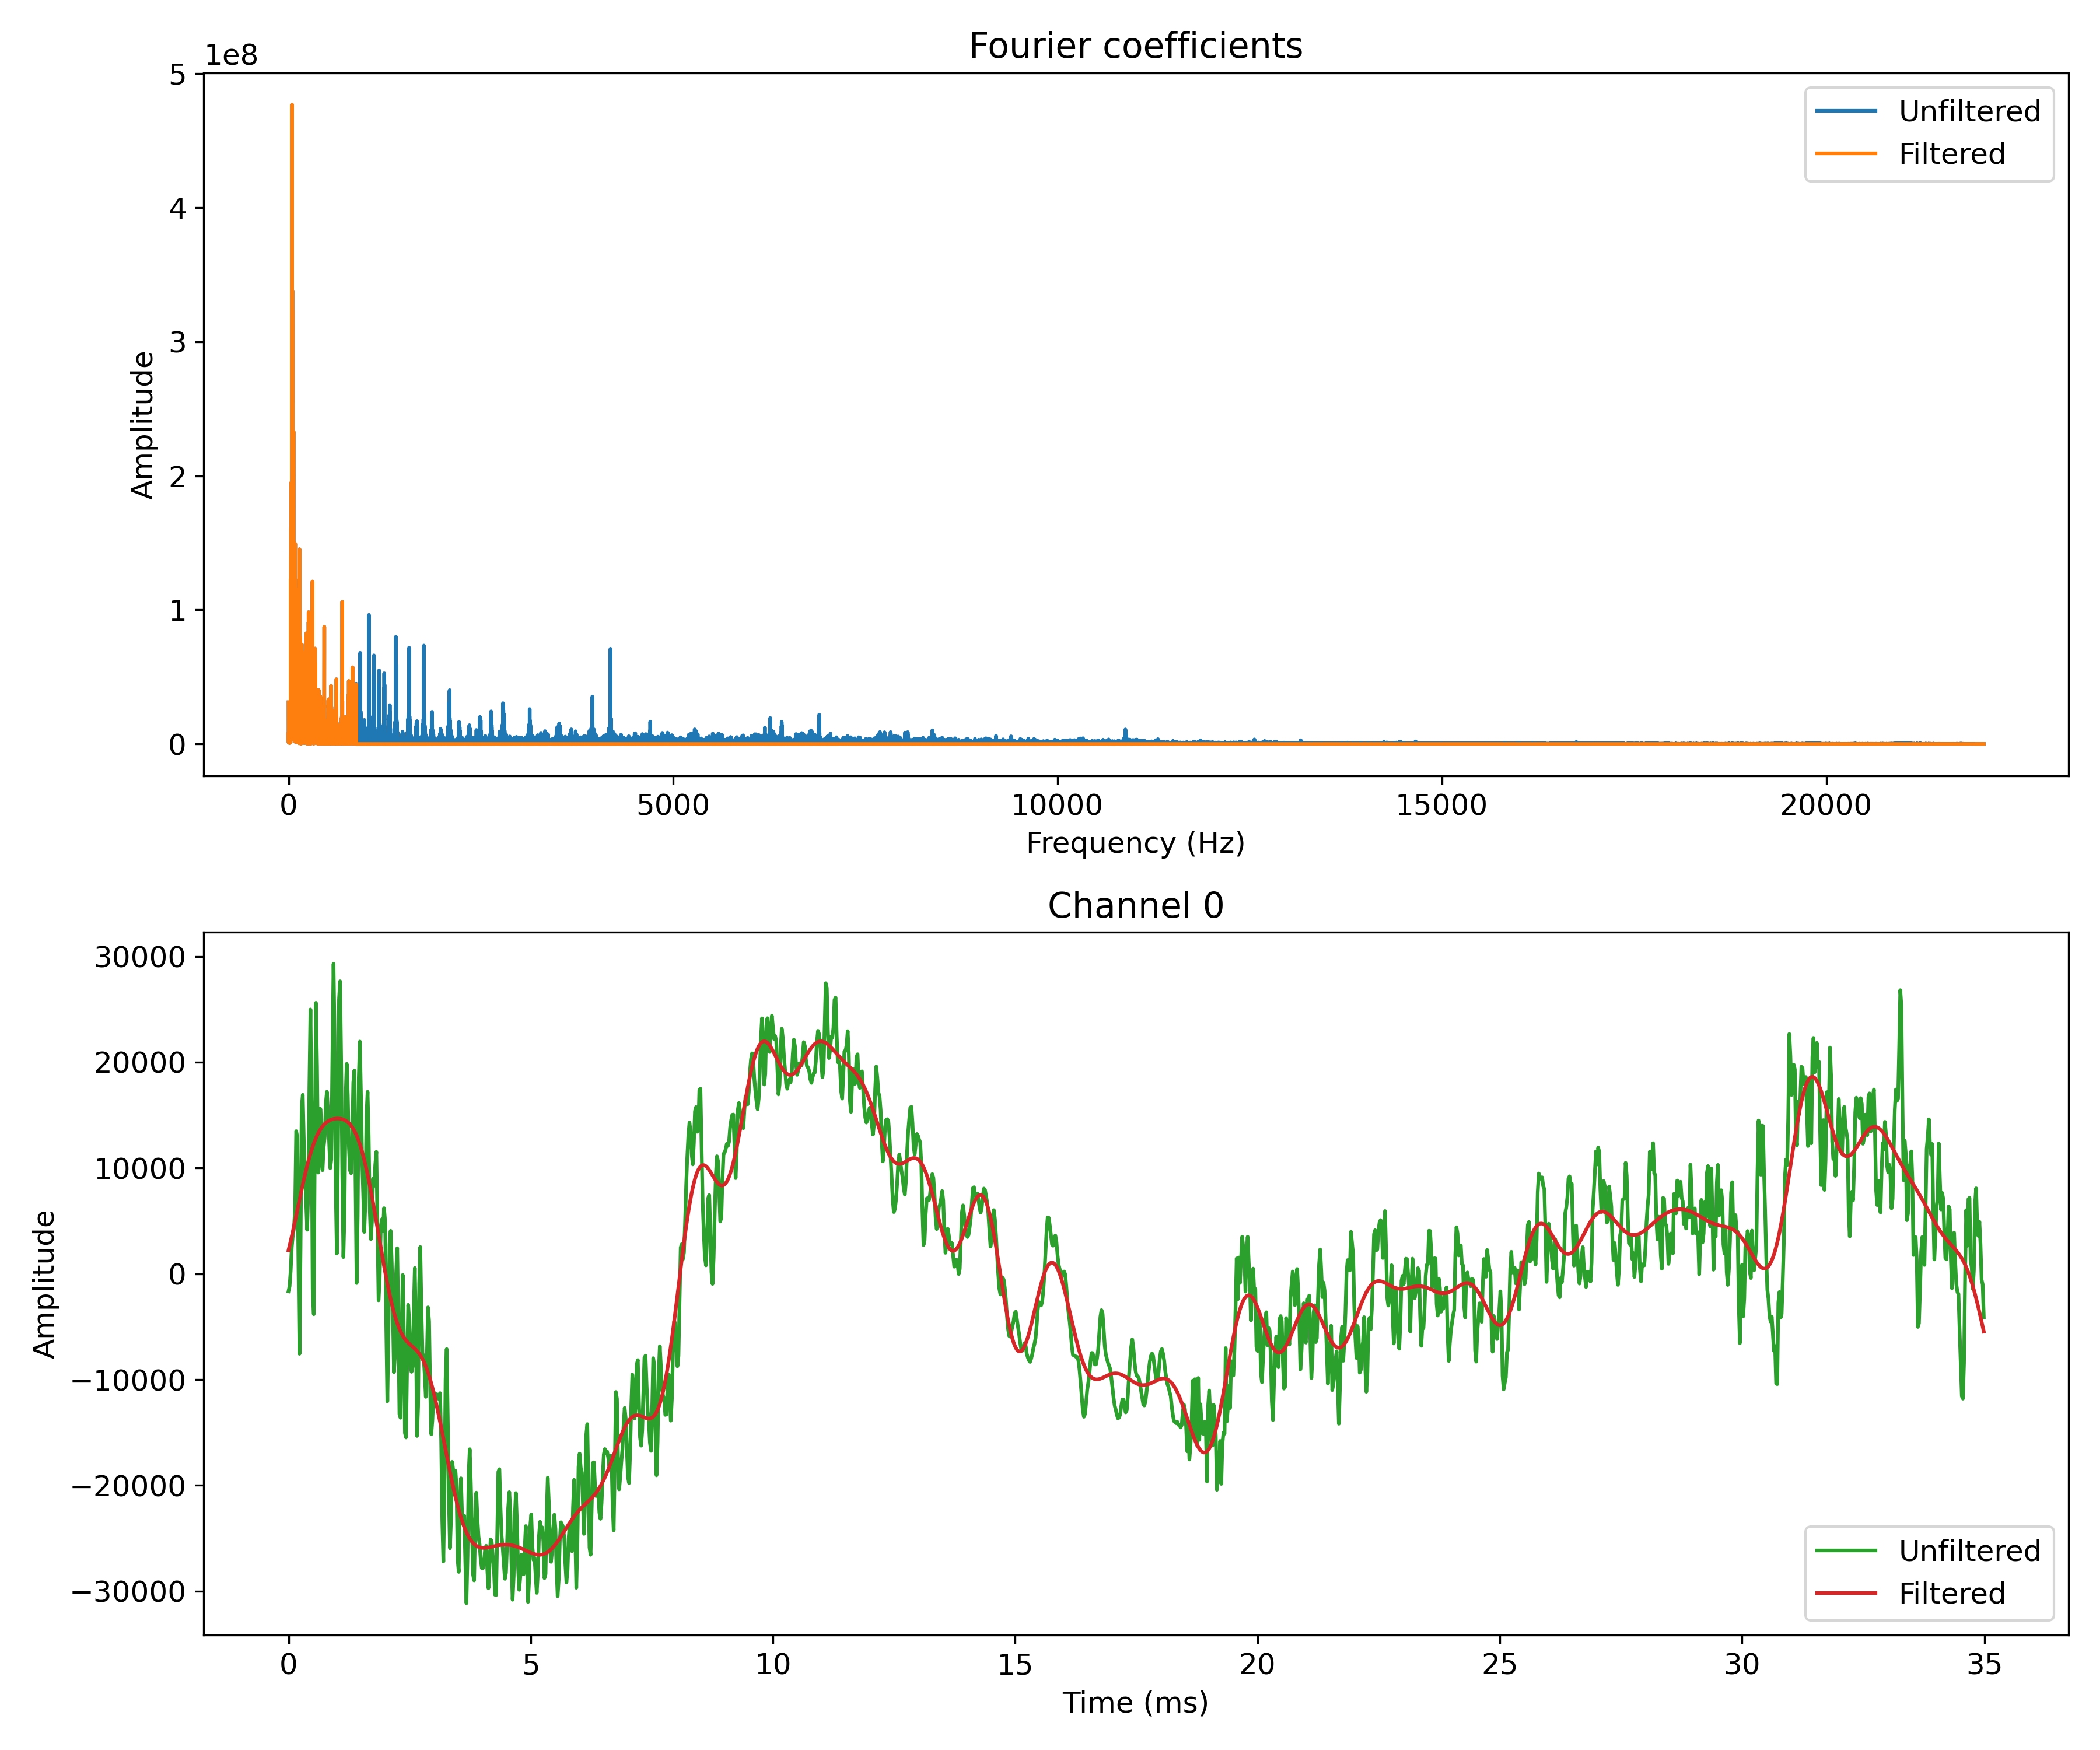 Fourier coefficients
1e8
5
4
3
2
1
0
Amplitude
Unfiltered
Filtered
0 5000 10000 15000 20000
Frequency (Hz)
Channel 0
30000
20000
10000
0
−10000
−20000
−30000
Amplitude
Unfiltered
Filtered
0 5 10 15 20 25 30 35
Time (ms)